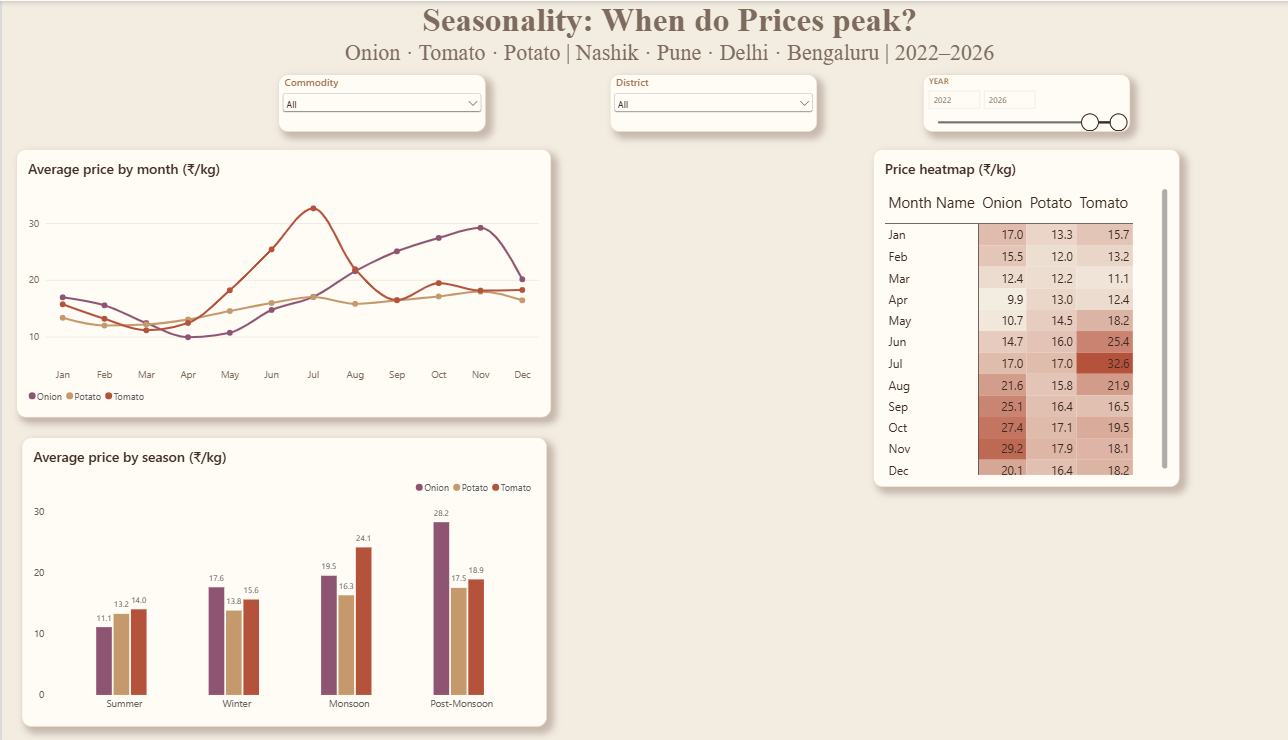 Seasonality: When do Prices peak?
Onion · Tomato · Potato | Nashik · Pune · Delhi · Bengaluru | 2022–2026
Commodity
All
District
All
YEAR
2022 2026
Average price by month (₹/kg)
30
20
10
Jan Feb Mar Apr May Jun Jul Aug Sep Oct Nov Dec
Onion Potato Tomato
Price heatmap (₹/kg)
Month Name Onion Potato Tomato
Jan 17.0 13.3 15.7
Feb 15.5 12.0 13.2
Mar 12.4 12.2 11.1
Apr 9.9 13.0 12.4
May 10.7 14.5 18.2
Jun 14.7 16.0 25.4
Jul 17.0 17.0 32.6
Aug 21.6 15.8 21.9
Sep 25.1 16.4 16.5
Oct 27.4 17.1 19.5
Nov 29.2 17.9 18.1
Dec 20.1 16.4 18.2
Average price by season (₹/kg)
Onion Potato Tomato
30
20
10
0
11.1 13.2 14.0
17.6 13.8 15.6
19.5 16.3 24.1
28.2 17.5 18.9
Summer Winter Monsoon Post-Monsoon